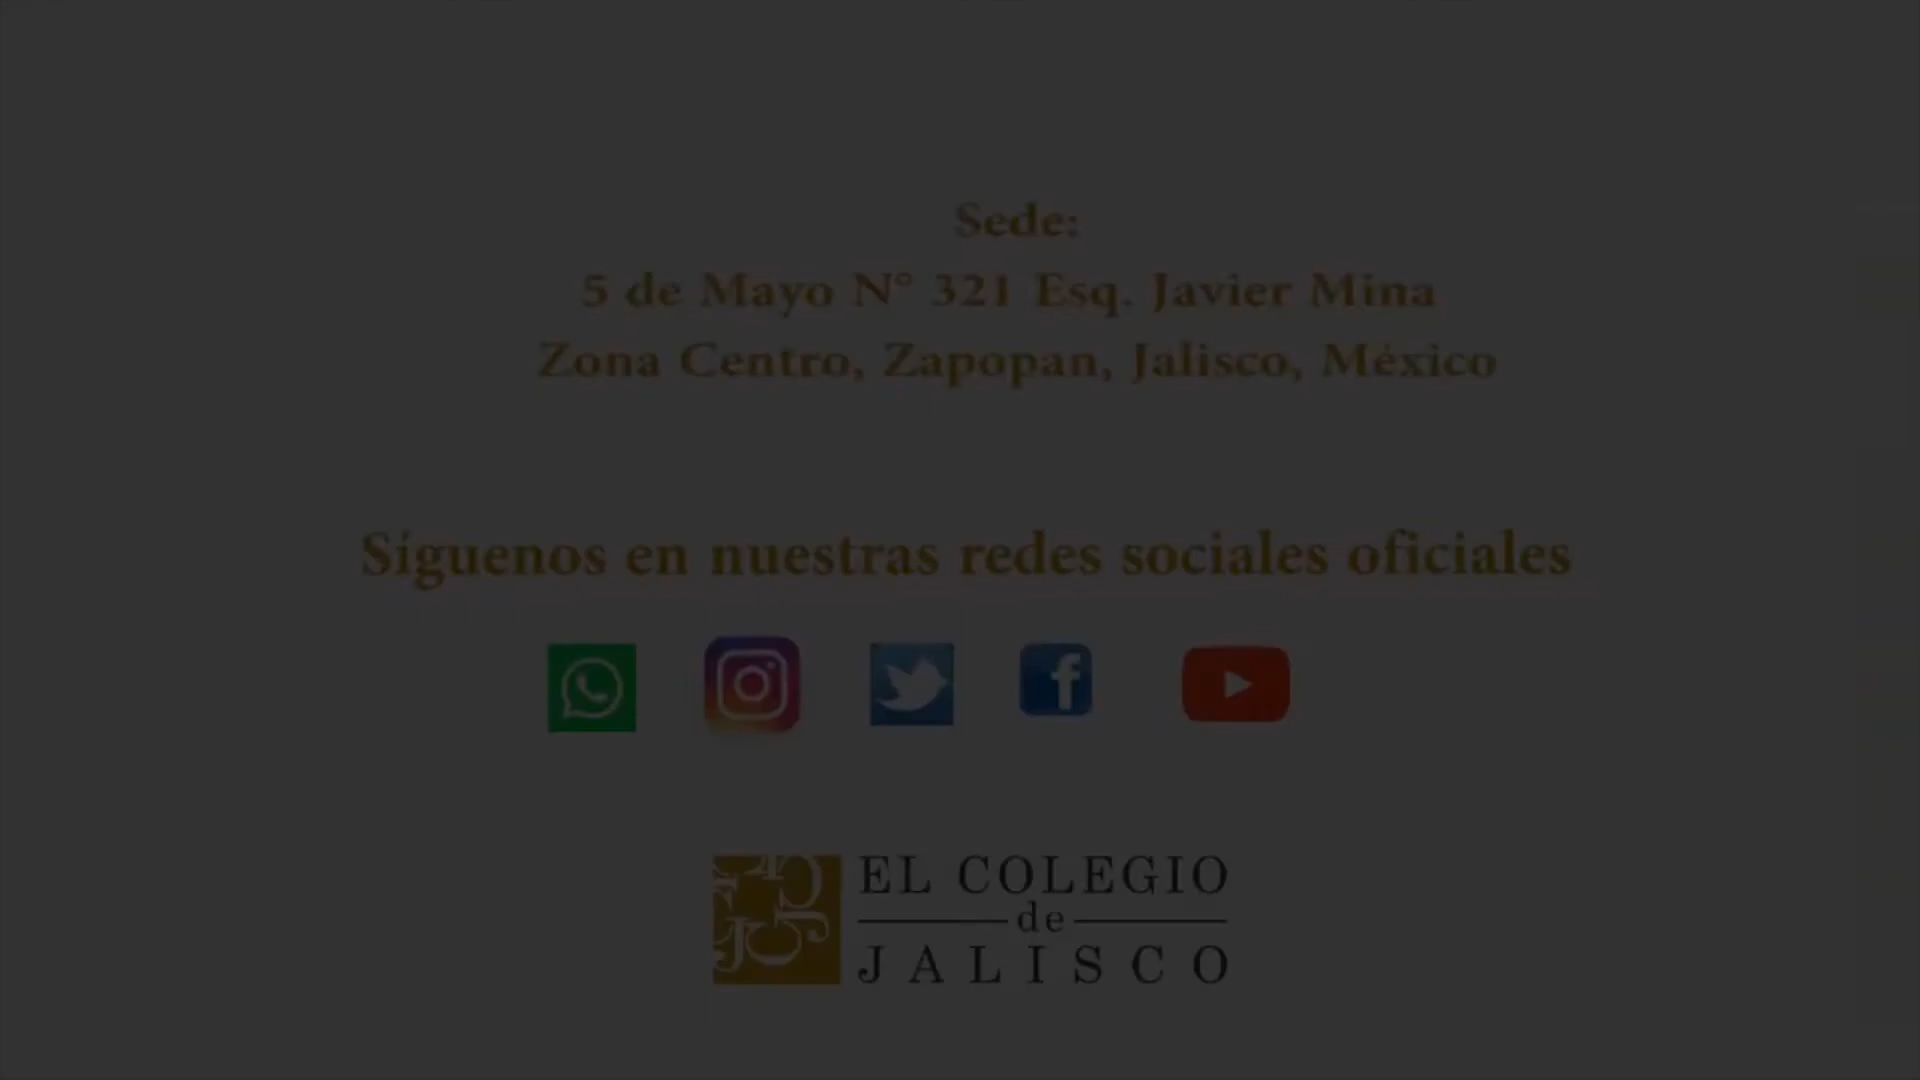 Sede:
5 de Mayo N° 321 Esq. Javier Mina
Zona Centro, Zapopan, Jalisco, México
Síguenos en nuestras redes sociales oficiales
EL COLEGIO
de
JALISCO